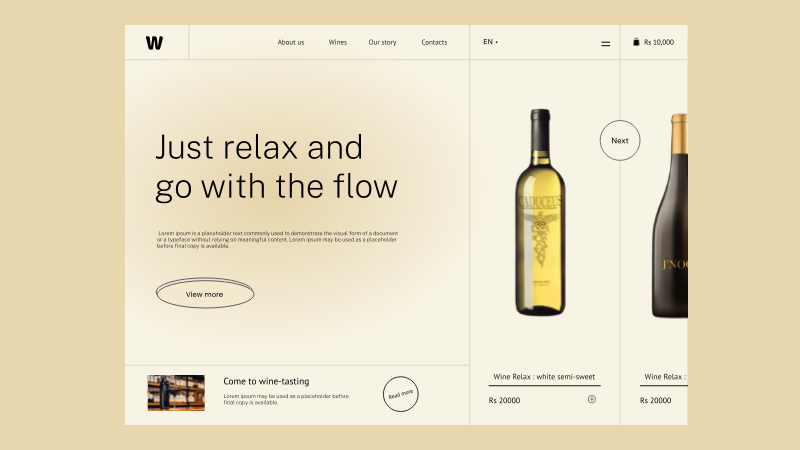 W
About us
Wines
Our story
Contacts
EN
Rs 10,000
Just relax and
go with the flow
Lorem ipsum is a placeholder text commonly used to demonstrate the visual form of a document
or a typeface without relying on meaningful content. Lorem ipsum may be used as a placeholder
before final copy is available.
View more
Next
CADUCEUS
J'NOO
Come to wine-tasting
Lorem ipsum may be used as a placeholder before
final copy is available.
Read more
Wine Relax : white semi-sweet
Rs 20000
Wine Relax :
Rs 20000